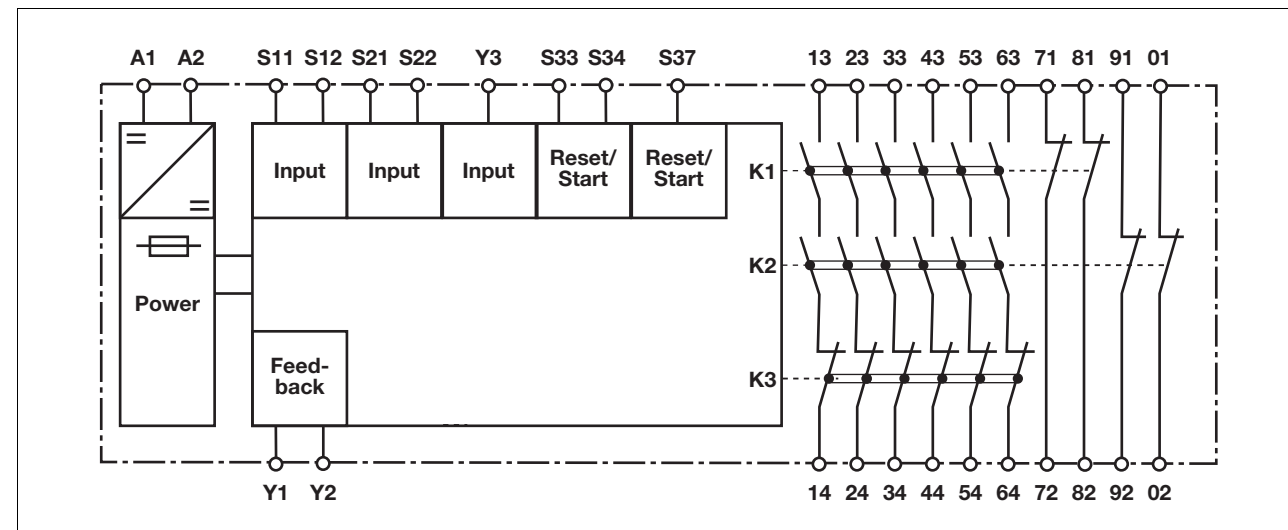 A1 A2 S11 S12 S21 S22 Y3 S33 S34 S37 13 23 33 43 53 63 71 81 91 01
Input Input Input Reset/ Reset/
Start Start
K1
K2
Power
Feed-
back
K3
Y1 Y2 14 24 34 44 54 64 72 82 92 02